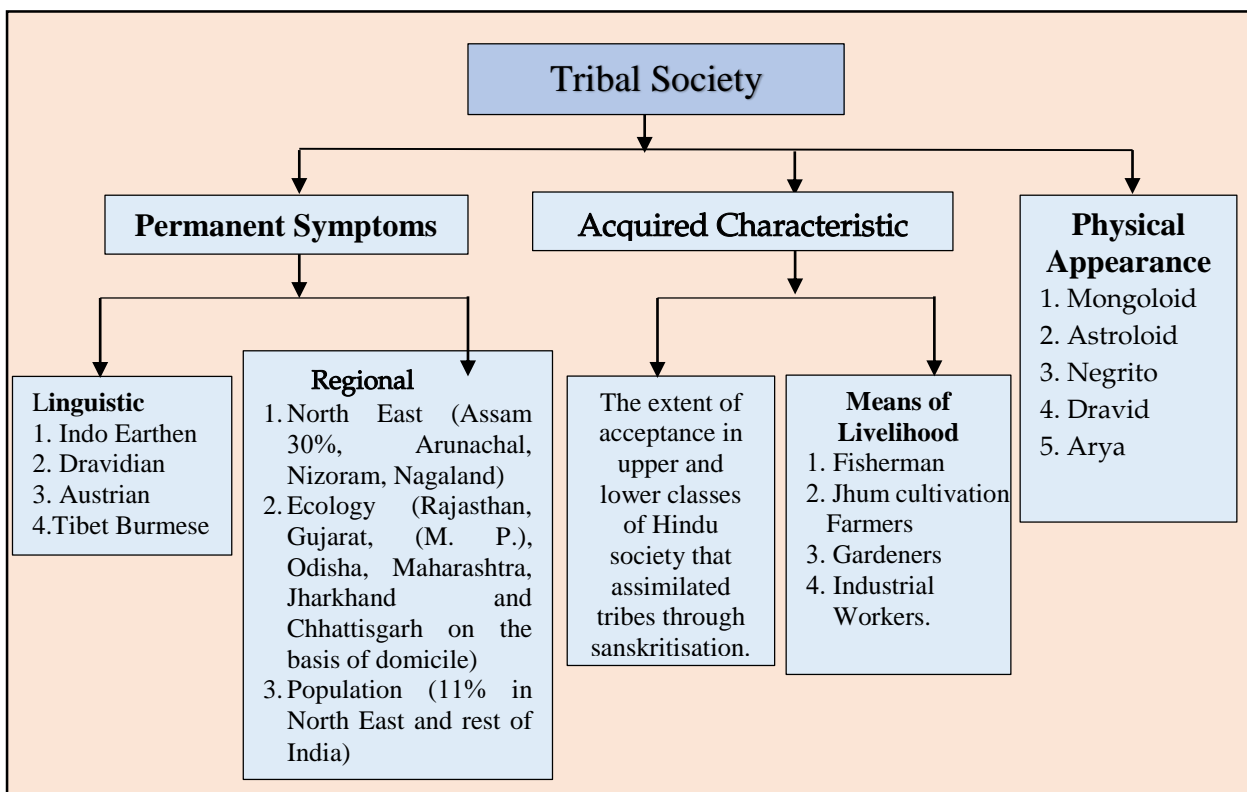 Tribal Society
Permanent Symptoms
Acquired Characteristic
Physical
Appearance
1. Mongoloid
2. Astroloid
3. Negrito
4. Dravid
5. Arya
Linguistic
1. Indo Earthen
2. Dravidian
3. Austrian
4.Tibet Burmese
Regional
1. North East (Assam
30%, Arunachal,
Nizoram, Nagaland)
2. Ecology (Rajasthan,
Gujarat, (M. P.),
Odisha, Maharashtra,
Jharkhand and
Chhattisgarh on the
basis of domicile)
3. Population (11% in
North East and rest of
India)
The extent of
acceptance in
upper and
lower classes
of Hindu
society that
assimilated
tribes through
sanskritisation.
Means of
Livelihood
1. Fisherman
2. Jhum cultivation
Farmers
3. Gardeners
4. Industrial
Workers.